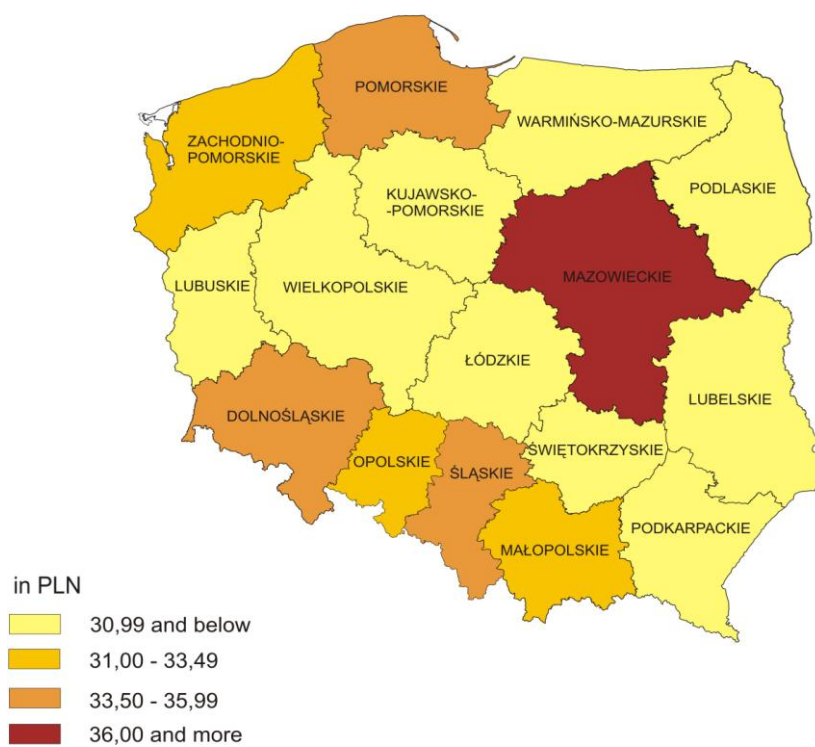 POMORSKIE
WARMIŃSKO-MAZURSKIE
ZACHODNIO-
POMORSKIE
KUJAWSKO-
-POMORSKIE
PODLASKIE
MAZOWIECKIE
LUBUSKIE
WIELKOPOLSKIE
ŁÓDZKIE
LUBELSKIE
DOLNOŚLĄSKIE
OPOLSKIE
ŚLĄSKIE
ŚWIĘTOKRZYSKIE
PODKARPACKIE
MAŁOPOLSKIE
in PLN
30,99 and below
31,00 - 33,49
33,50 - 35,99
36,00 and more